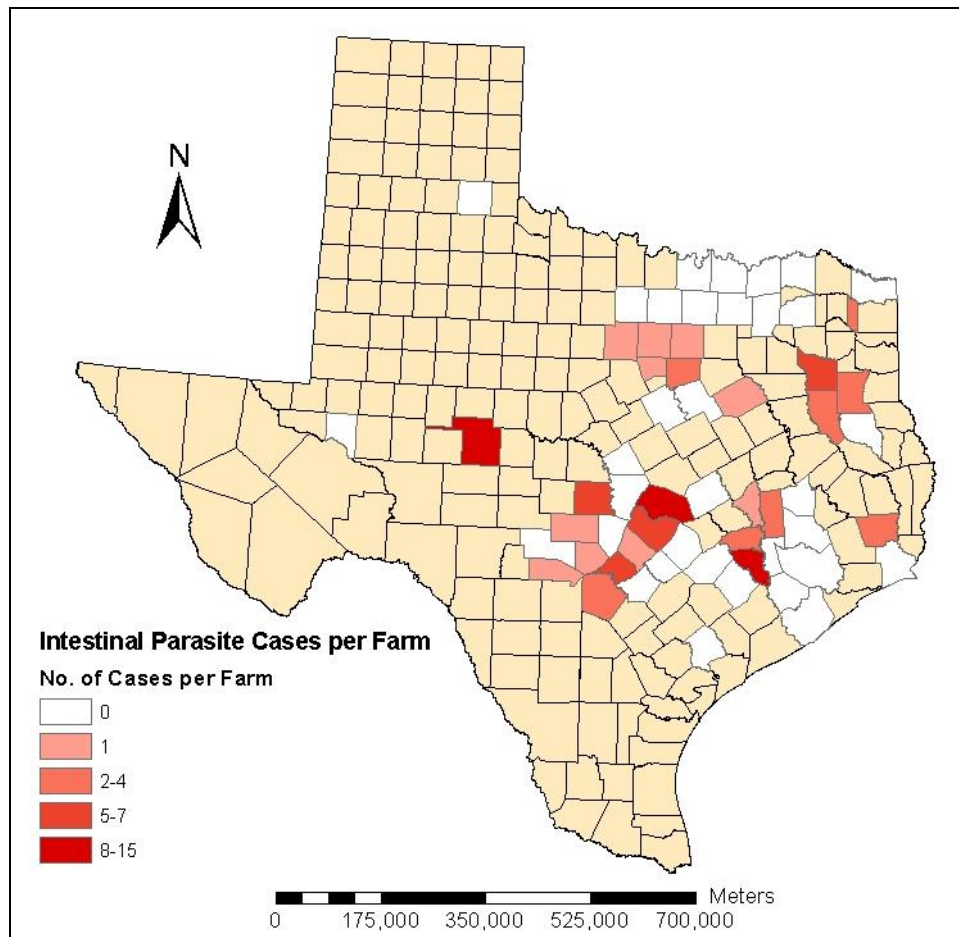 N
Intestinal Parasite Cases per Farm
No. of Cases per Farm
0
1
2-4
5-7
8-15
Meters
0 175,000 350,000 525,000 700,000